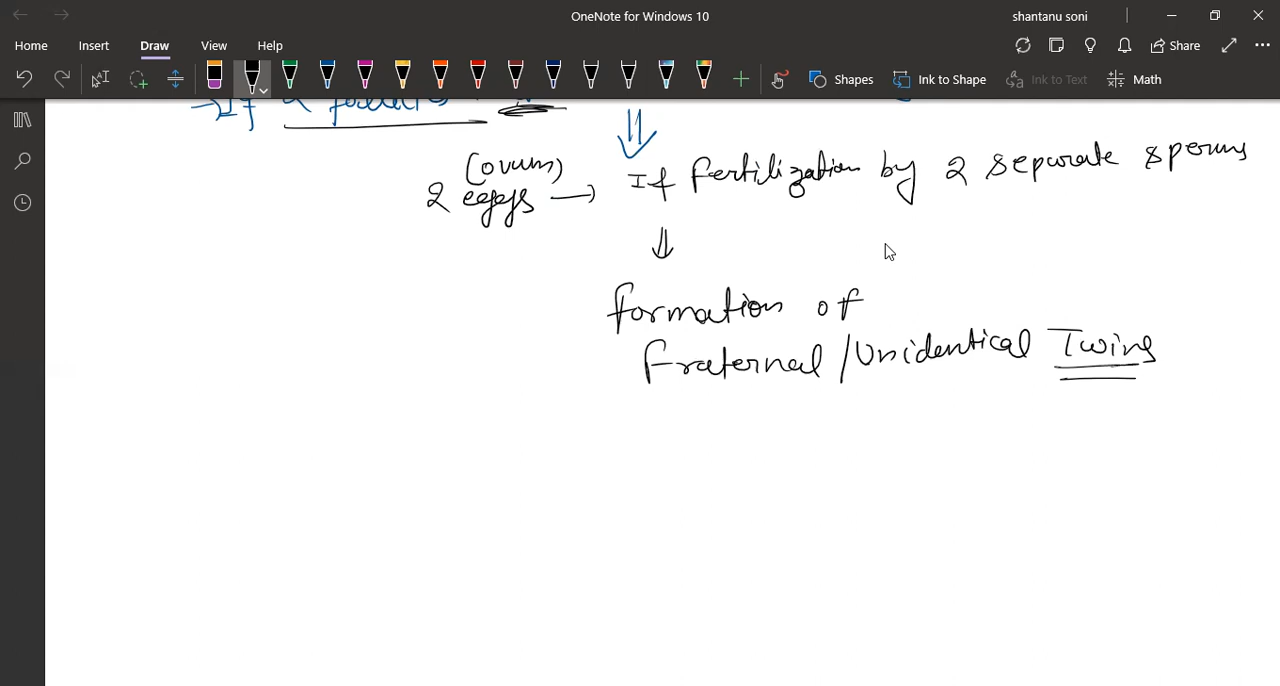 OneNote for Windows 10
shantanu soni
Home Insert Draw View Help
Share
Shapes
Ink to Shape
Ink to Text
Math
2
(ovum)
2 eggs → If fertilization by 2 separate sperms
⇓
formation of
Fraternal/Unidentical Twins